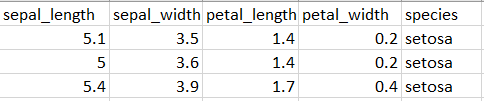 sepal_length sepal_width petal_length petal_width species
5.1 3.5 1.4 0.2 setosa
5 3.6 1.4 0.2 setosa
5.4 3.9 1.7 0.4 setosa